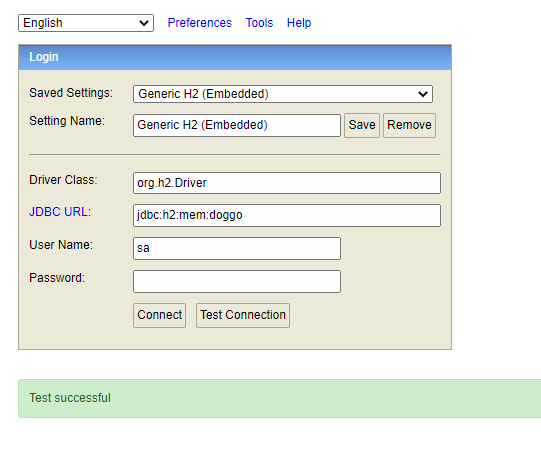 English Preferences Tools Help
Login
Saved Settings: Generic H2 (Embedded)
Setting Name: Generic H2 (Embedded) Save Remove
Driver Class: org.h2.Driver
JDBC URL: jdbc:h2:mem:doggo
User Name: sa
Password:
Connect Test Connection
Test successful